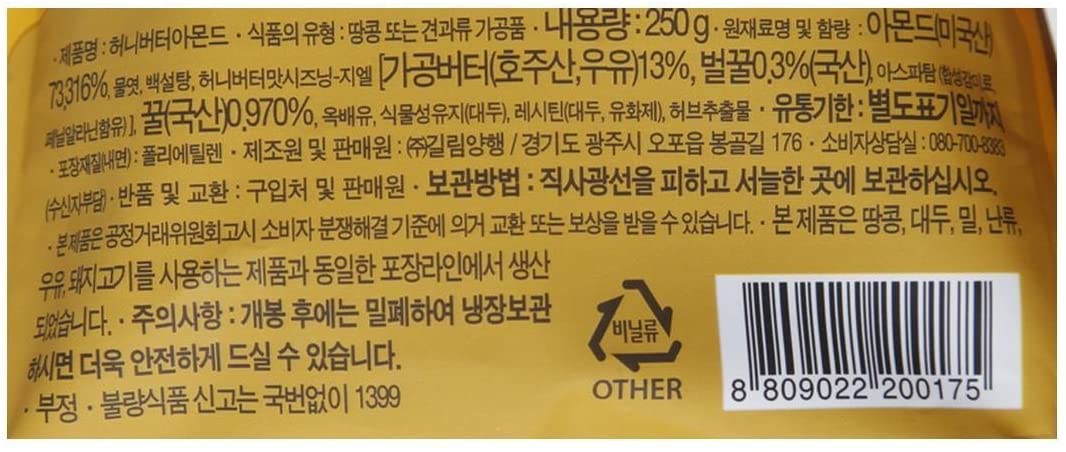 · 제품명 : 허니버터아몬드 · 식품의 유형 : 땅콩 또는 견과류 가공품 · 내용량 : 250 g · 원재료명 및 함량 : 아몬드(미국산)
73.316%, 물엿, 백설탕, 허니버터맛시즈닝-지엘 [가공버터(호주산,우유)13%, 벌꿀0.3%(국산), 아스파탐(합성감미료,
페닐알라닌함유)], 꿀(국산)0.970%, 옥배유, 식물성유지(대두), 레시틴(대두, 유화제), 허브추출물 · 유통기한 : 별도표기일까지
· 포장재질(내면) : 폴리에틸렌 · 제조원 및 판매원 : ㈜길림양행 / 경기도 광주시 오포읍 봉골길 176 · 소비자상담실 : 080-700-8383
(수신자부담) · 반품 및 교환 : 구입처 및 판매원 · 보관방법 : 직사광선을 피하고 서늘한 곳에 보관하십시오.
· 본 제품은 공정거래위원회고시 소비자 분쟁해결 기준에 의거 교환 또는 보상을 받을 수 있습니다. · 본 제품은 땅콩, 대두, 밀, 난류,
우유, 돼지고기를 사용하는 제품과 동일한 포장라인에서 생산
되었습니다. · 주의사항 : 개봉 후에는 밀폐하여 냉장보관
하시면 더욱 안전하게 드실 수 있습니다.
· 부정 · 불량식품 신고는 국번없이 1399
비닐류
OTHER
8 809022 200175